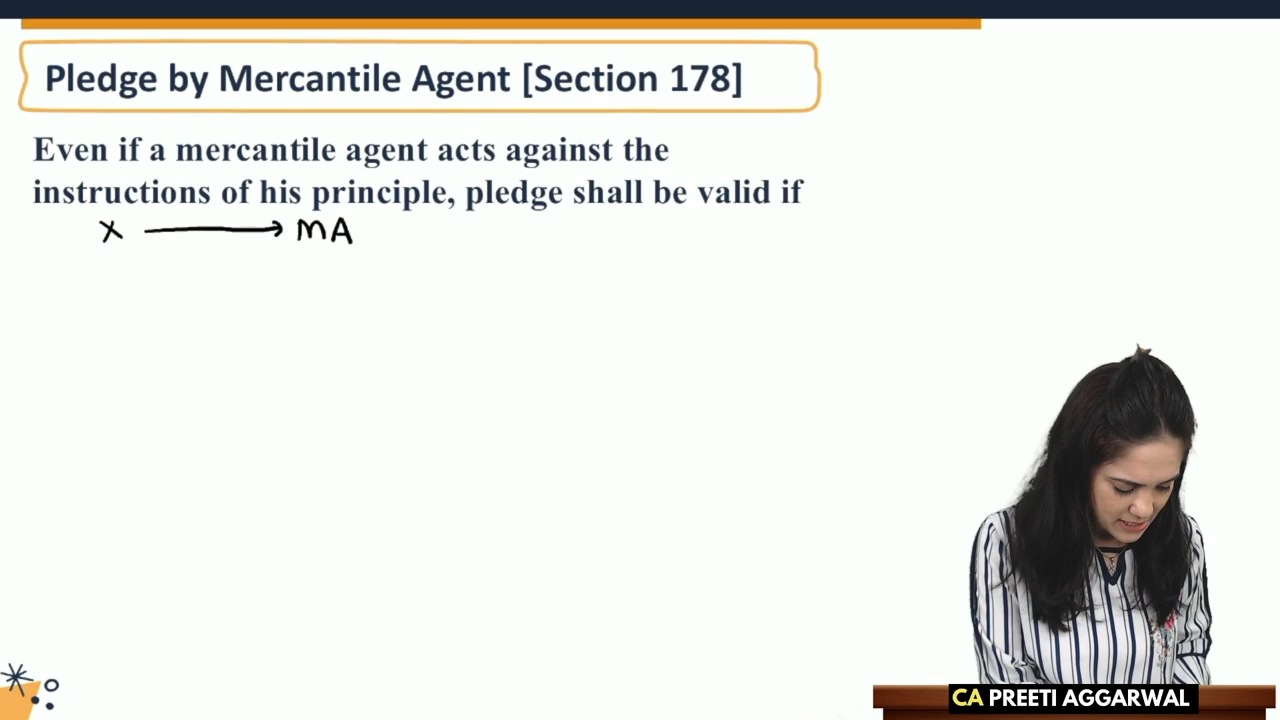 Pledge by Mercantile Agent [Section 178]
Even if a mercantile agent acts against the
instructions of his principle, pledge shall be valid if
X → MA
CA PREETI AGGARWAL